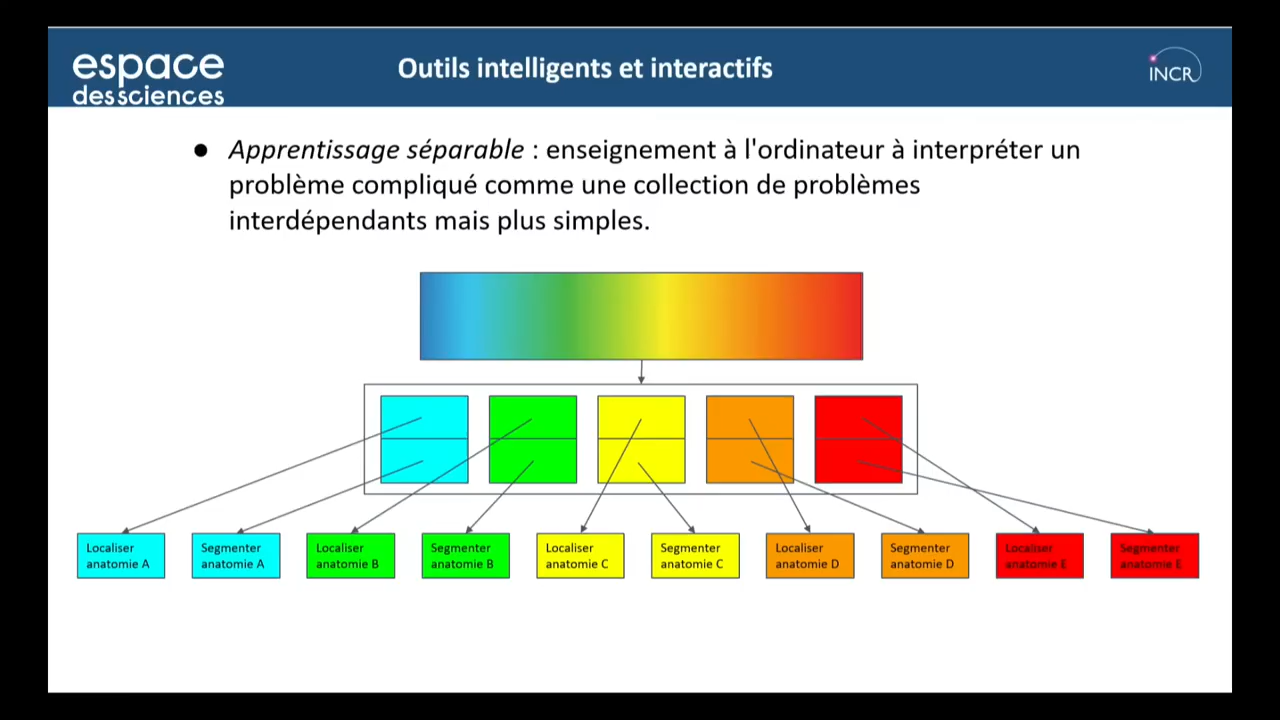 espace
des sciences
Outils intelligents et interactifs
INCR
● Apprentissage séparable : enseignement à l'ordinateur à interpréter un
problème compliqué comme une collection de problèmes
interdépendants mais plus simples.
Localiser
anatomie A
Segmenter
anatomie A
Localiser
anatomie B
Segmenter
anatomie B
Localiser
anatomie C
Segmenter
anatomie C
Localiser
anatomie D
Segmenter
anatomie D
Localiser
anatomie E
Segmenter
anatomie E